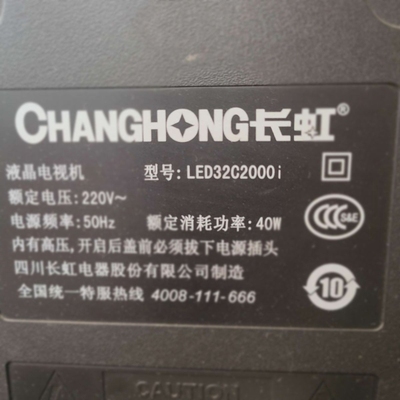 CHANGHONG长虹®
液晶电视机 型号: LED32C2000i
额定电压: 220V～
电源频率: 50Hz 额定消耗功率: 40W
CCC S&E
内有高压, 开启后盖前必须拔下电源插头
四川长虹电器股份有限公司制造
全国统一特服热线 4008-111-666
10
CAUTION